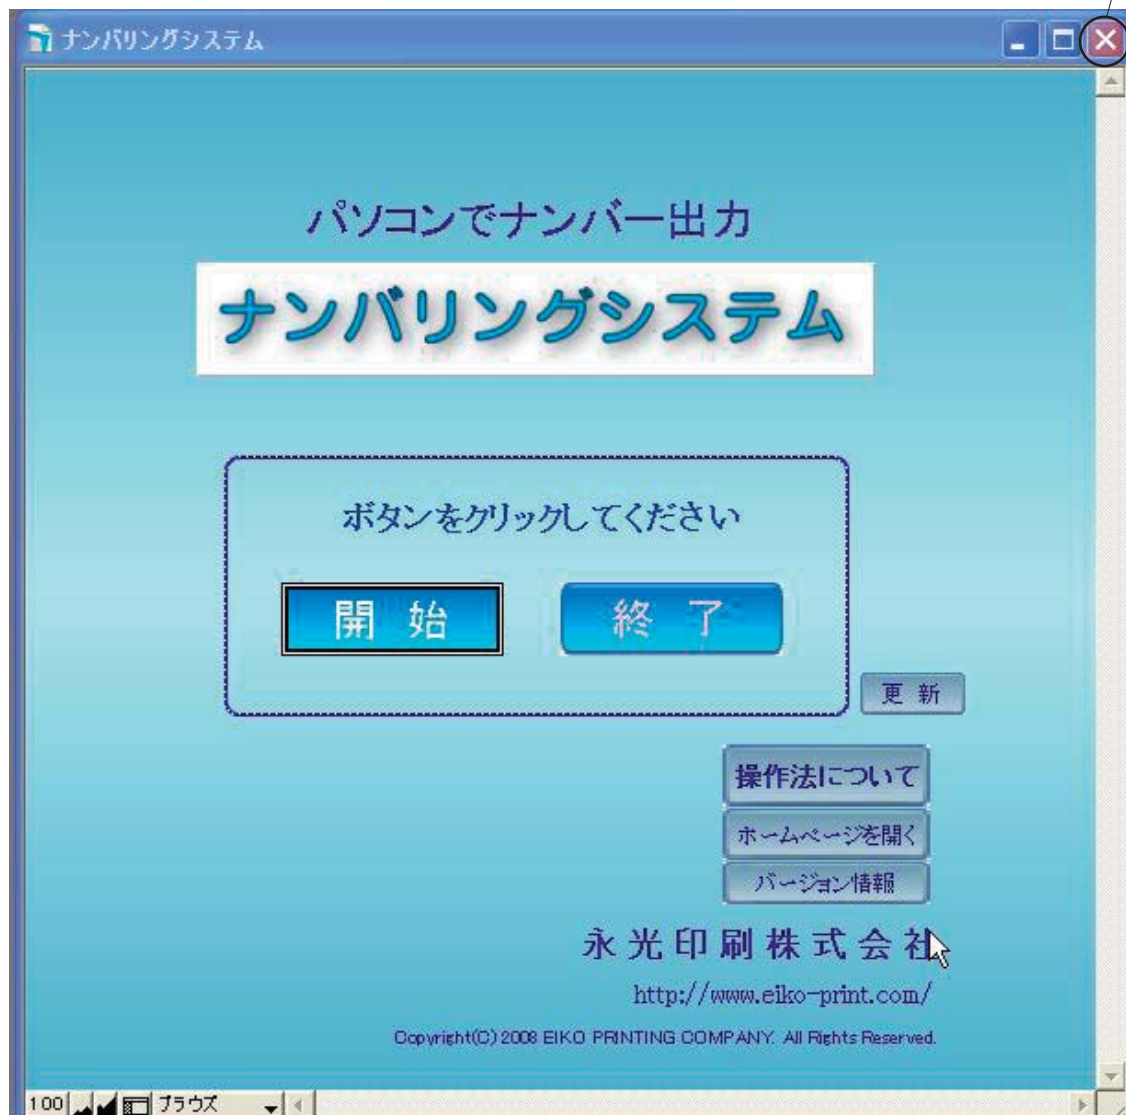 ナンバリングシステム
パソコンでナンバー出力
ナンバリングシステム
ボタンをクリックしてください
開 始
終 了
更 新
操作法について
ホームページを開く
バージョン情報
永光印刷株式会社
http://www.eiko-print.com/
Copyright(C) 2008 EIKO PRINTING COMPANY. All Rights Reserved.
100 ブラウズ